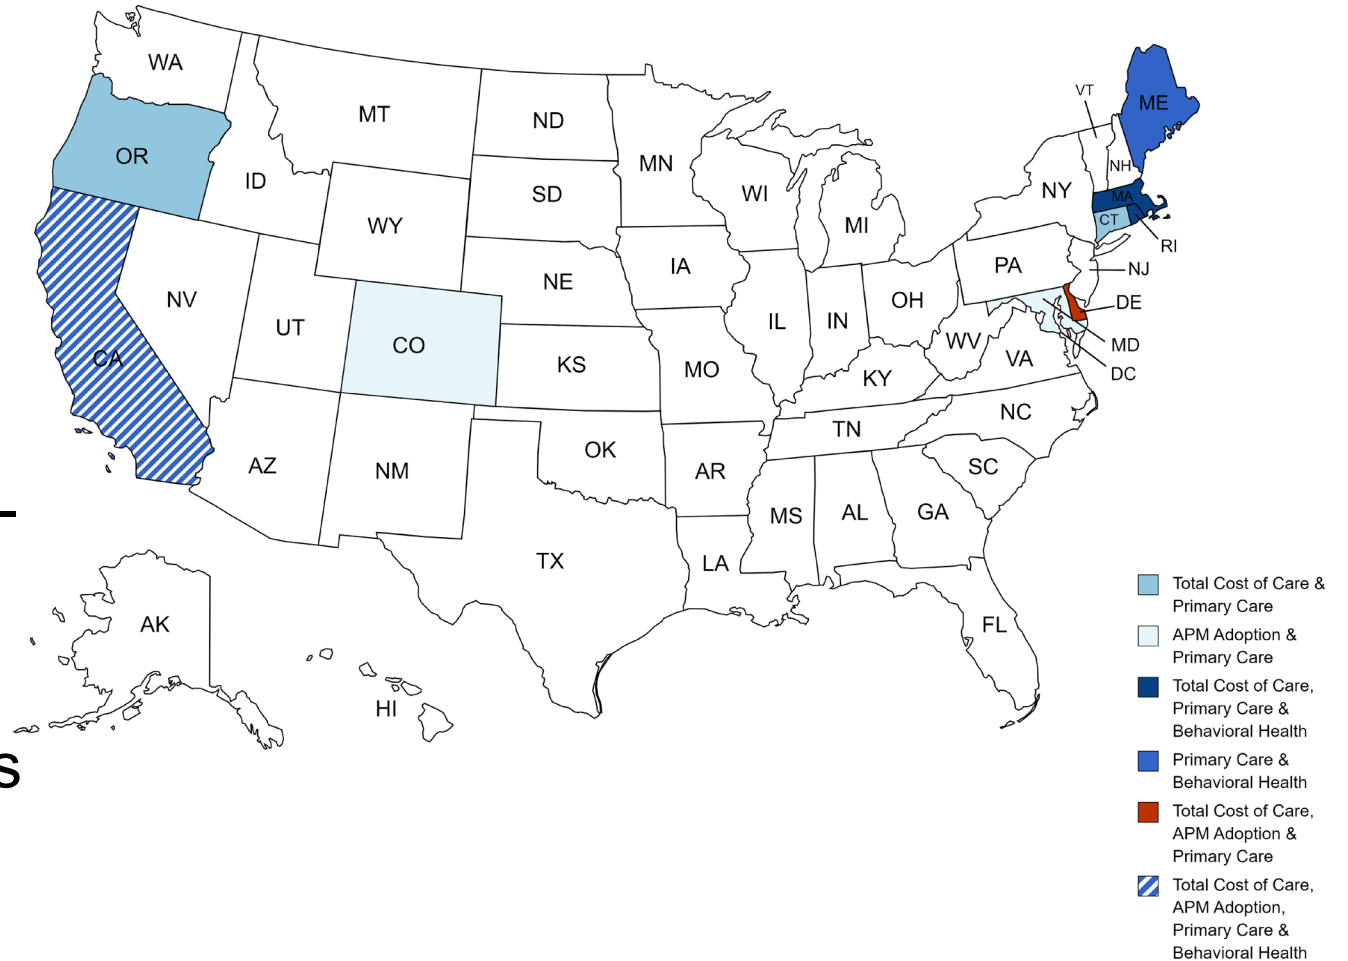 WA
MT
ND
MN
OR
ID
SD
WI
WY
MI
NY
VT
NH
ME
MA
CT
RI
IA
NE
PA
NJ
NV
UT
CO
IL
IN
OH
DE
KS
MO
WV
VA
MD
DC
CA
KY
NC
TN
AZ
NM
OK
AR
SC
MS
AL
GA
TX
LA
AK
FL
HI
s
Total Cost of Care &
Primary Care
APM Adoption &
Primary Care
Total Cost of Care,
Primary Care &
Behavioral Health
Primary Care &
Behavioral Health
Total Cost of Care,
APM Adoption &
Primary Care
Total Cost of Care,
APM Adoption,
Primary Care &
Behavioral Health